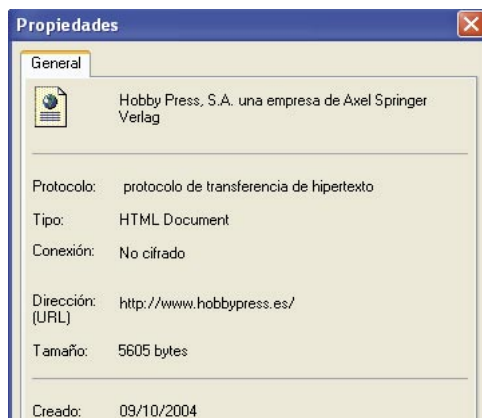 Propiedades
General
Hobby Press, S.A. una empresa de Axel Springer
Verlag
Protocolo: protocolo de transferencia de hipertexto
Tipo: HTML Document
Conexión: No cifrado
Dirección: http://www.hobbypress.es/
(URL)
Tamaño: 5605 bytes
Creado: 09/10/2004